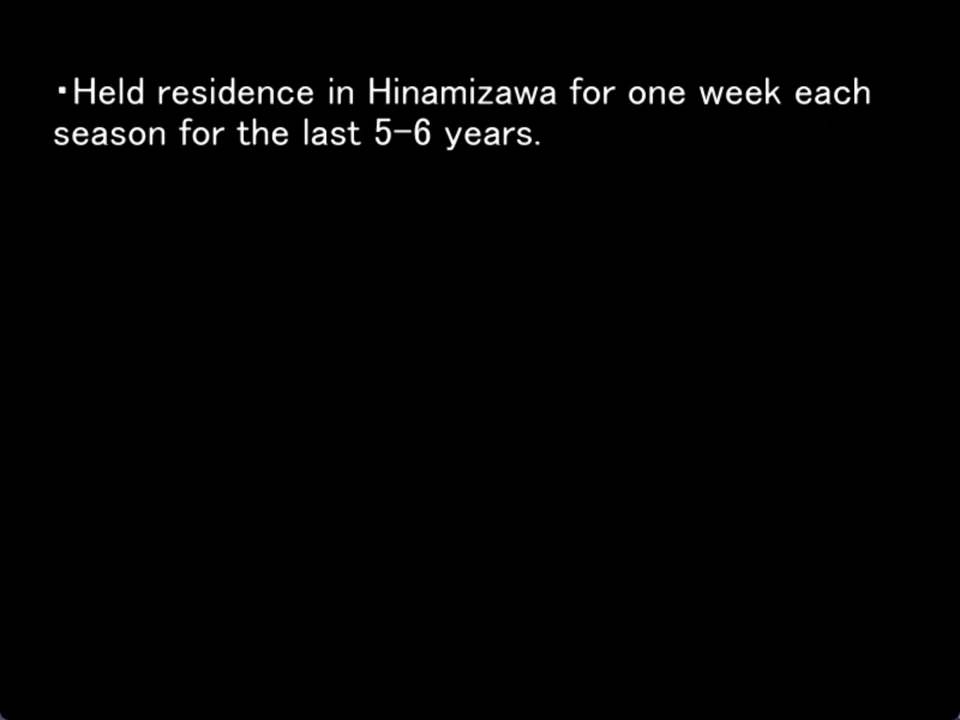 ・Held residence in Hinamizawa for one week each
season for the last 5-6 years.